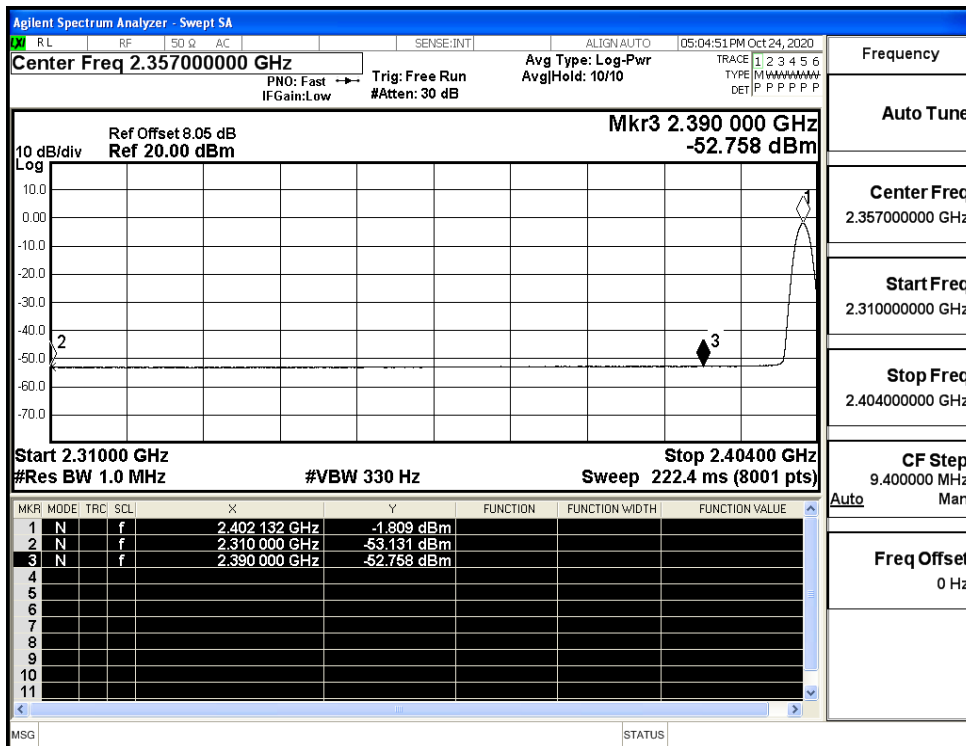 Agilent Spectrum Analyzer - Swept SA
LXI RL RF 50 Ω AC SENSE:INT ALIGN AUTO 05:04:51 PM Oct 24, 2020
Center Freq 2.357000000 GHz
PNO: Fast
IFGain:Low
Trig: Free Run
#Atten: 30 dB
Avg Type: Log-Pwr
Avg|Hold: 10/10
TRACE 1 2 3 4 5 6
TYPE M W W W W W
DET P P P P P P
Frequency
Auto Tune
Center Freq
2.357000000 GHz
Start Freq
2.310000000 GHz
Stop Freq
2.404000000 GHz
CF Step
9.400000 MHz
Auto Man
Freq Offset
0 Hz
Ref Offset 8.05 dB
10 dB/div Ref 20.00 dBm
Log
Mkr3 2.390 000 GHz
-52.758 dBm
10.0
0.00
-10.0
-20.0
-30.0
-40.0
-50.0
-60.0
-70.0
1
2
3
Start 2.31000 GHz Stop 2.40400 GHz
#Res BW 1.0 MHz #VBW 330 Hz Sweep 222.4 ms (8001 pts)
MKR MODE TRC SCL X Y FUNCTION FUNCTION WIDTH FUNCTION VALUE
1 N f 2.402 132 GHz -1.809 dBm
2 N f 2.310 000 GHz -53.131 dBm
3 N f 2.390 000 GHz -52.758 dBm
4
5
6
7
8
9
10
11
MSG STATUS